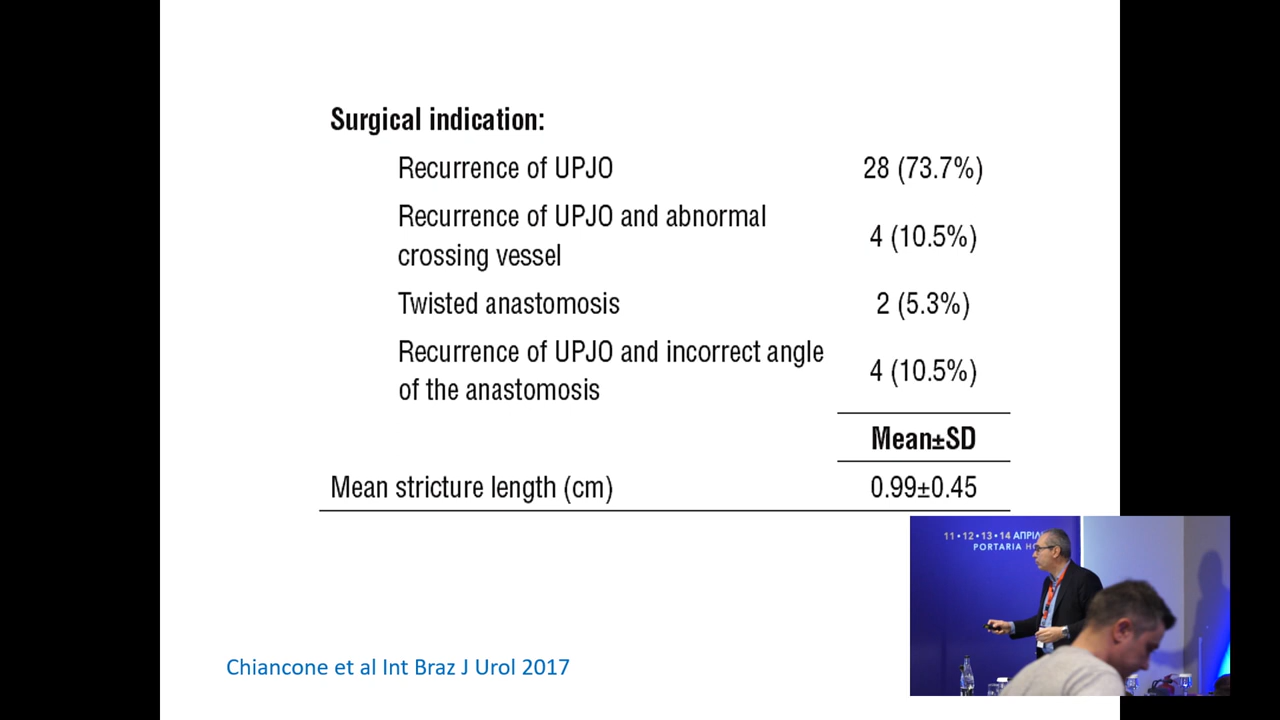 Surgical indication:
Recurrence of UPJO 28 (73.7%)
Recurrence of UPJO and abnormal
crossing vessel 4 (10.5%)
Twisted anastomosis 2 (5.3%)
Recurrence of UPJO and incorrect angle
of the anastomosis 4 (10.5%)
Mean±SD
Mean stricture length (cm) 0.99±0.45
11•12•13•14
PORTARIA
Chiancone et al Int Braz J Urol 2017